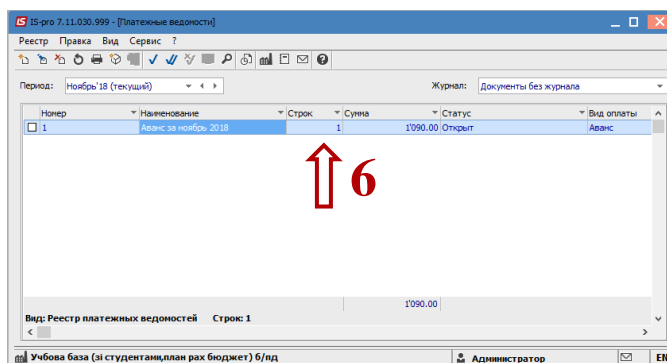 IS-pro 7.11.030.999 - [Платежные ведомости]
Реестр Правка Вид Сервис ?
Период: Ноябрь'18 (текущий) Журнал: Документы без журнала
Номер Наименование Строк Сумма Статус Вид оплаты
1 Аванс за ноябрь 2018 1 1'090.00 Открыт Аванс
6
1'090.00
Вид: Реестр платежных ведомостей Строк: 1
Учбова база (зі студентами,план рах бюджет) б/пд Администратор EN